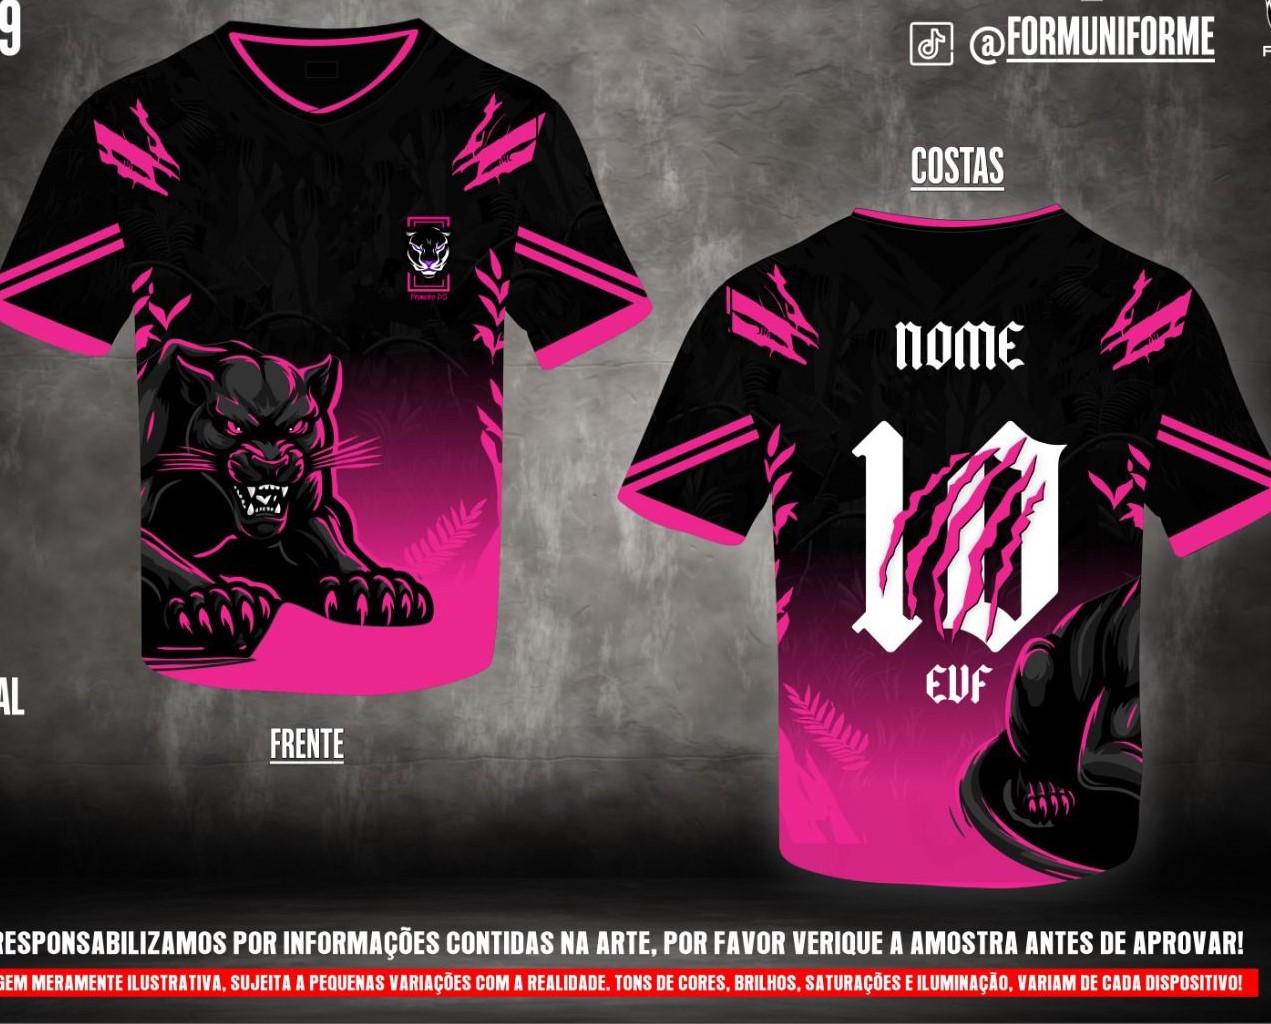 9
@FORMUNIFORME
COSTAS
Primeiro DS
NOME
10
EVF
AL
FRENTE
RESPONSABILIZAMOS POR INFORMAÇÕES CONTIDAS NA ARTE, POR FAVOR VERIQUE A AMOSTRA ANTES DE APROVAR!
GEM MERAMENTE ILUSTRATIVA, SUJEITA A PEQUENAS VARIAÇÕES COM A REALIDADE. TONS DE CORES, BRILHOS, SATURAÇÕES E ILUMINAÇÃO, VARIAM DE CADA DISPOSITIVO!